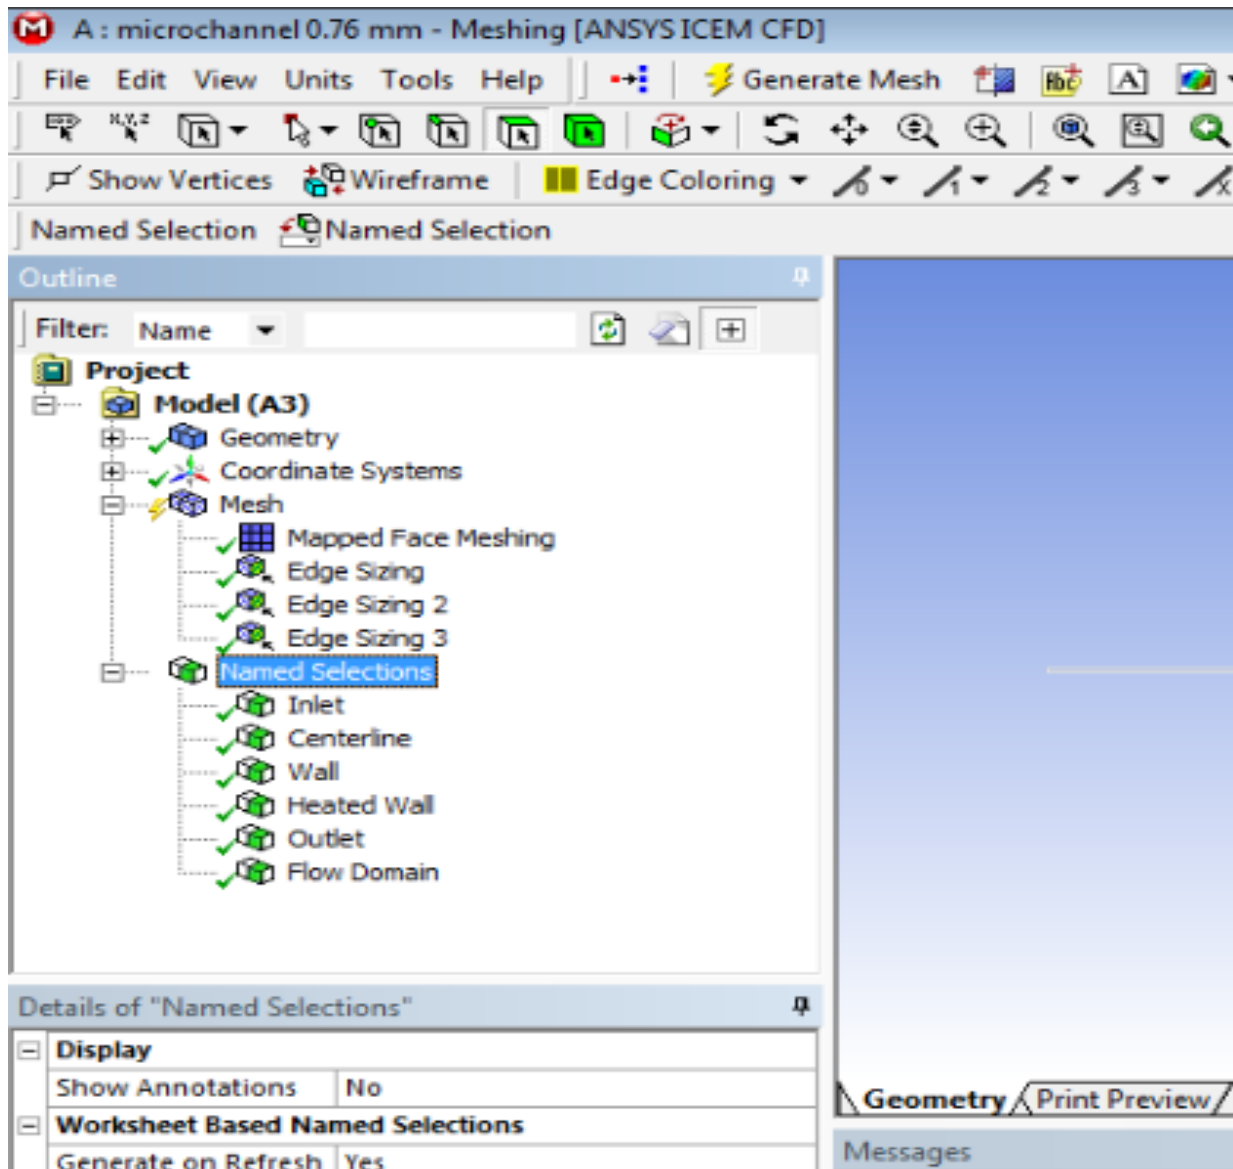 A : microchannel 0.76 mm - Meshing [ANSYS ICEM CFD]
File Edit View Units Tools Help Generate Mesh
Show Vertices Wireframe Edge Coloring
Named Selection Named Selection
Outline
Filter: Name
Project
Model (A3)
Geometry
Coordinate Systems
Mesh
Mapped Face Meshing
Edge Sizing
Edge Sizing 2
Edge Sizing 3
Named Selections
Inlet
Centerline
Wall
Heated Wall
Outlet
Flow Domain
Details of "Named Selections"
Display
Show Annotations No
Worksheet Based Named Selections
Generate on Refresh Yes
Geometry Print Preview
Messages